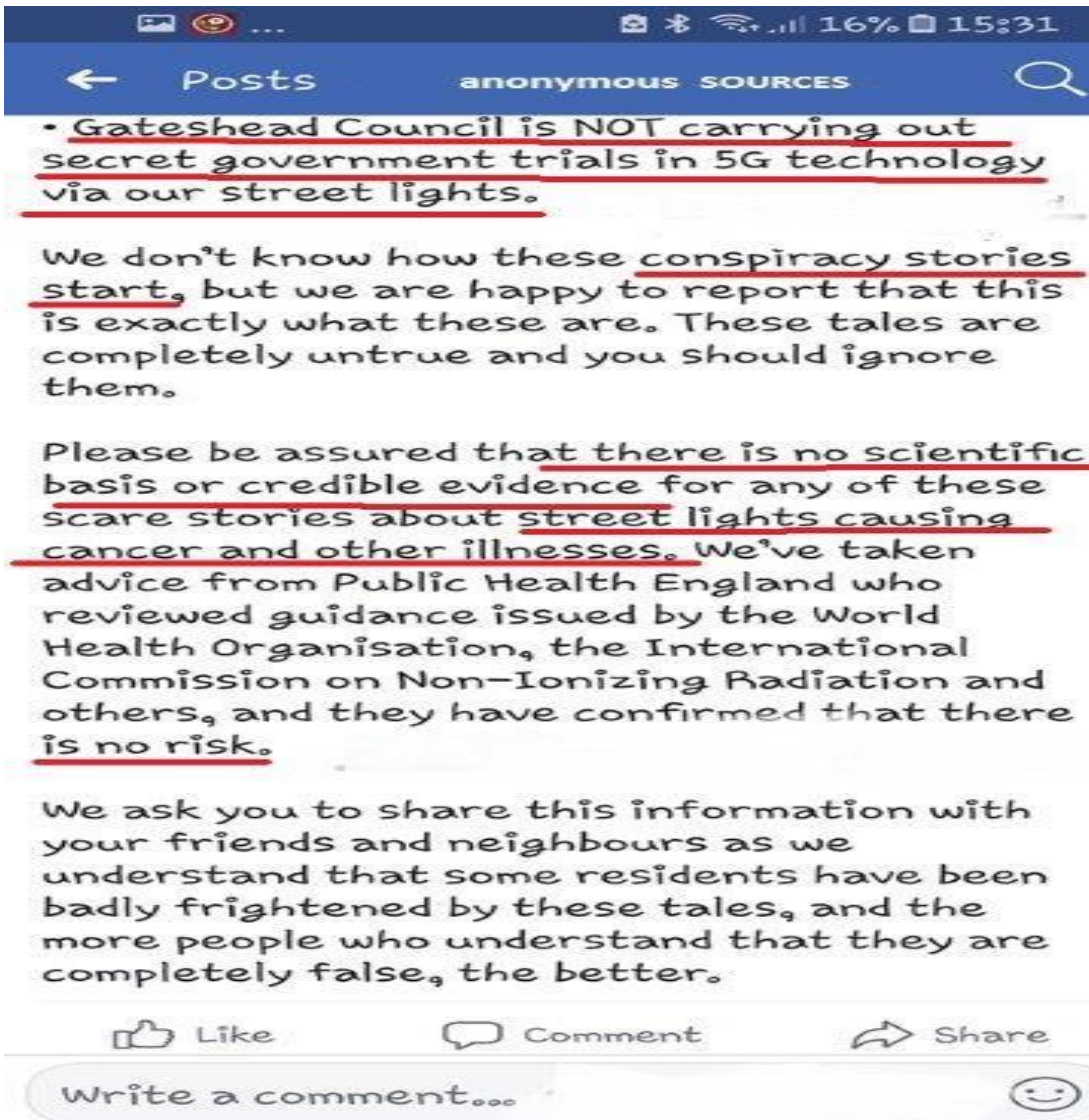 ... 16% 15:31
Posts anonymous SOURCES
• Gateshead Council is NOT carrying out
secret government trials in 5G technology
via our street lights.
We don't know how these conspiracy stories
start, but we are happy to report that this
is exactly what these are. These tales are
completely untrue and you should ignore
them.
Please be assured that there is no scientific
basis or credible evidence for any of these
scare stories about street lights causing
cancer and other illnesses. We've taken
advice from Public Health England who
reviewed guidance issued by the World
Health Organisation, the International
Commission on Non-Ionizing Radiation and
others, and they have confirmed that there
is no risk.
We ask you to share this information with
your friends and neighbours as we
understand that some residents have been
badly frightened by these tales, and the
more people who understand that they are
completely false, the better.
Like Comment Share
Write a comment...